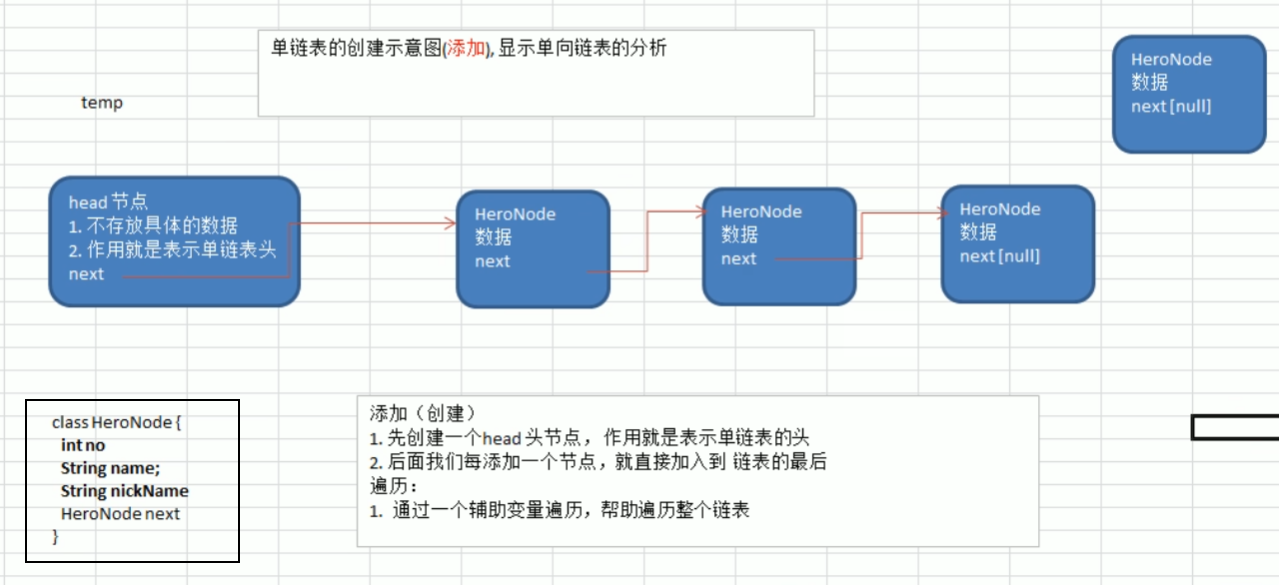 单链表的创建示意图(添加), 显示单向链表的分析
temp
HeroNode
数据
next [null]
head 节点
1. 不存放具体的数据
2. 作用就是表示单链表头
next
HeroNode
数据
next
HeroNode
数据
next
HeroNode
数据
next [null]
class HeroNode {
int no
String name;
String nickName
HeroNode next
}
添加（创建）
1. 先创建一个head 头节点， 作用就是表示单链表的头
2. 后面我们每添加一个节点，就直接加入到 链表的最后
遍历：
1. 通过一个辅助变量遍历，帮助遍历整个链表